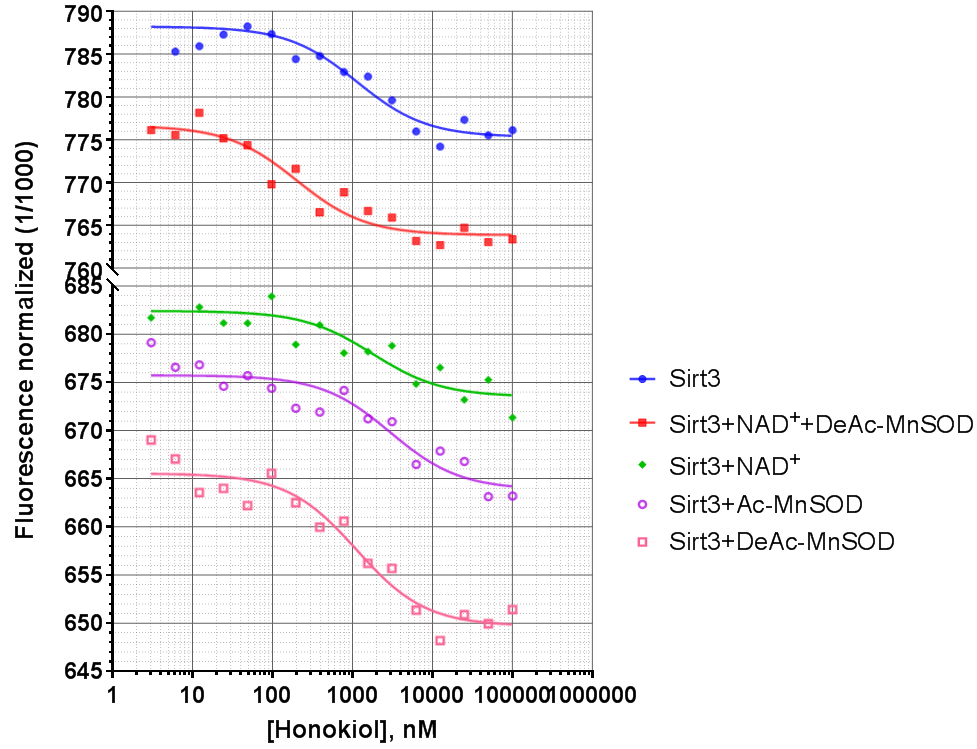 Fluorescence normalized (1/1000)
790
785
780
775
770
765
760
685
680
675
670
665
660
655
650
645
1 10 100 1000 10000 100000 1000000
[Honokiol], nM
Sirt3
Sirt3+NAD⁺+DeAc-MnSOD
Sirt3+NAD⁺
Sirt3+Ac-MnSOD
Sirt3+DeAc-MnSOD